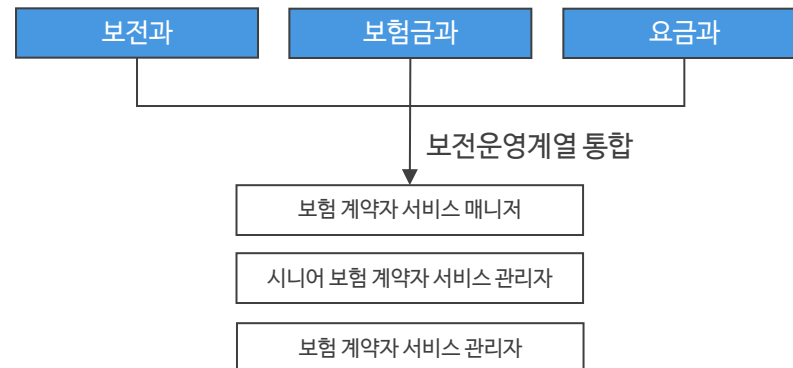 보전과
보험금과
요금과
보전운영계열 통합
보험 계약자 서비스 매니저
시니어 보험 계약자 서비스 관리자
보험 계약자 서비스 관리자